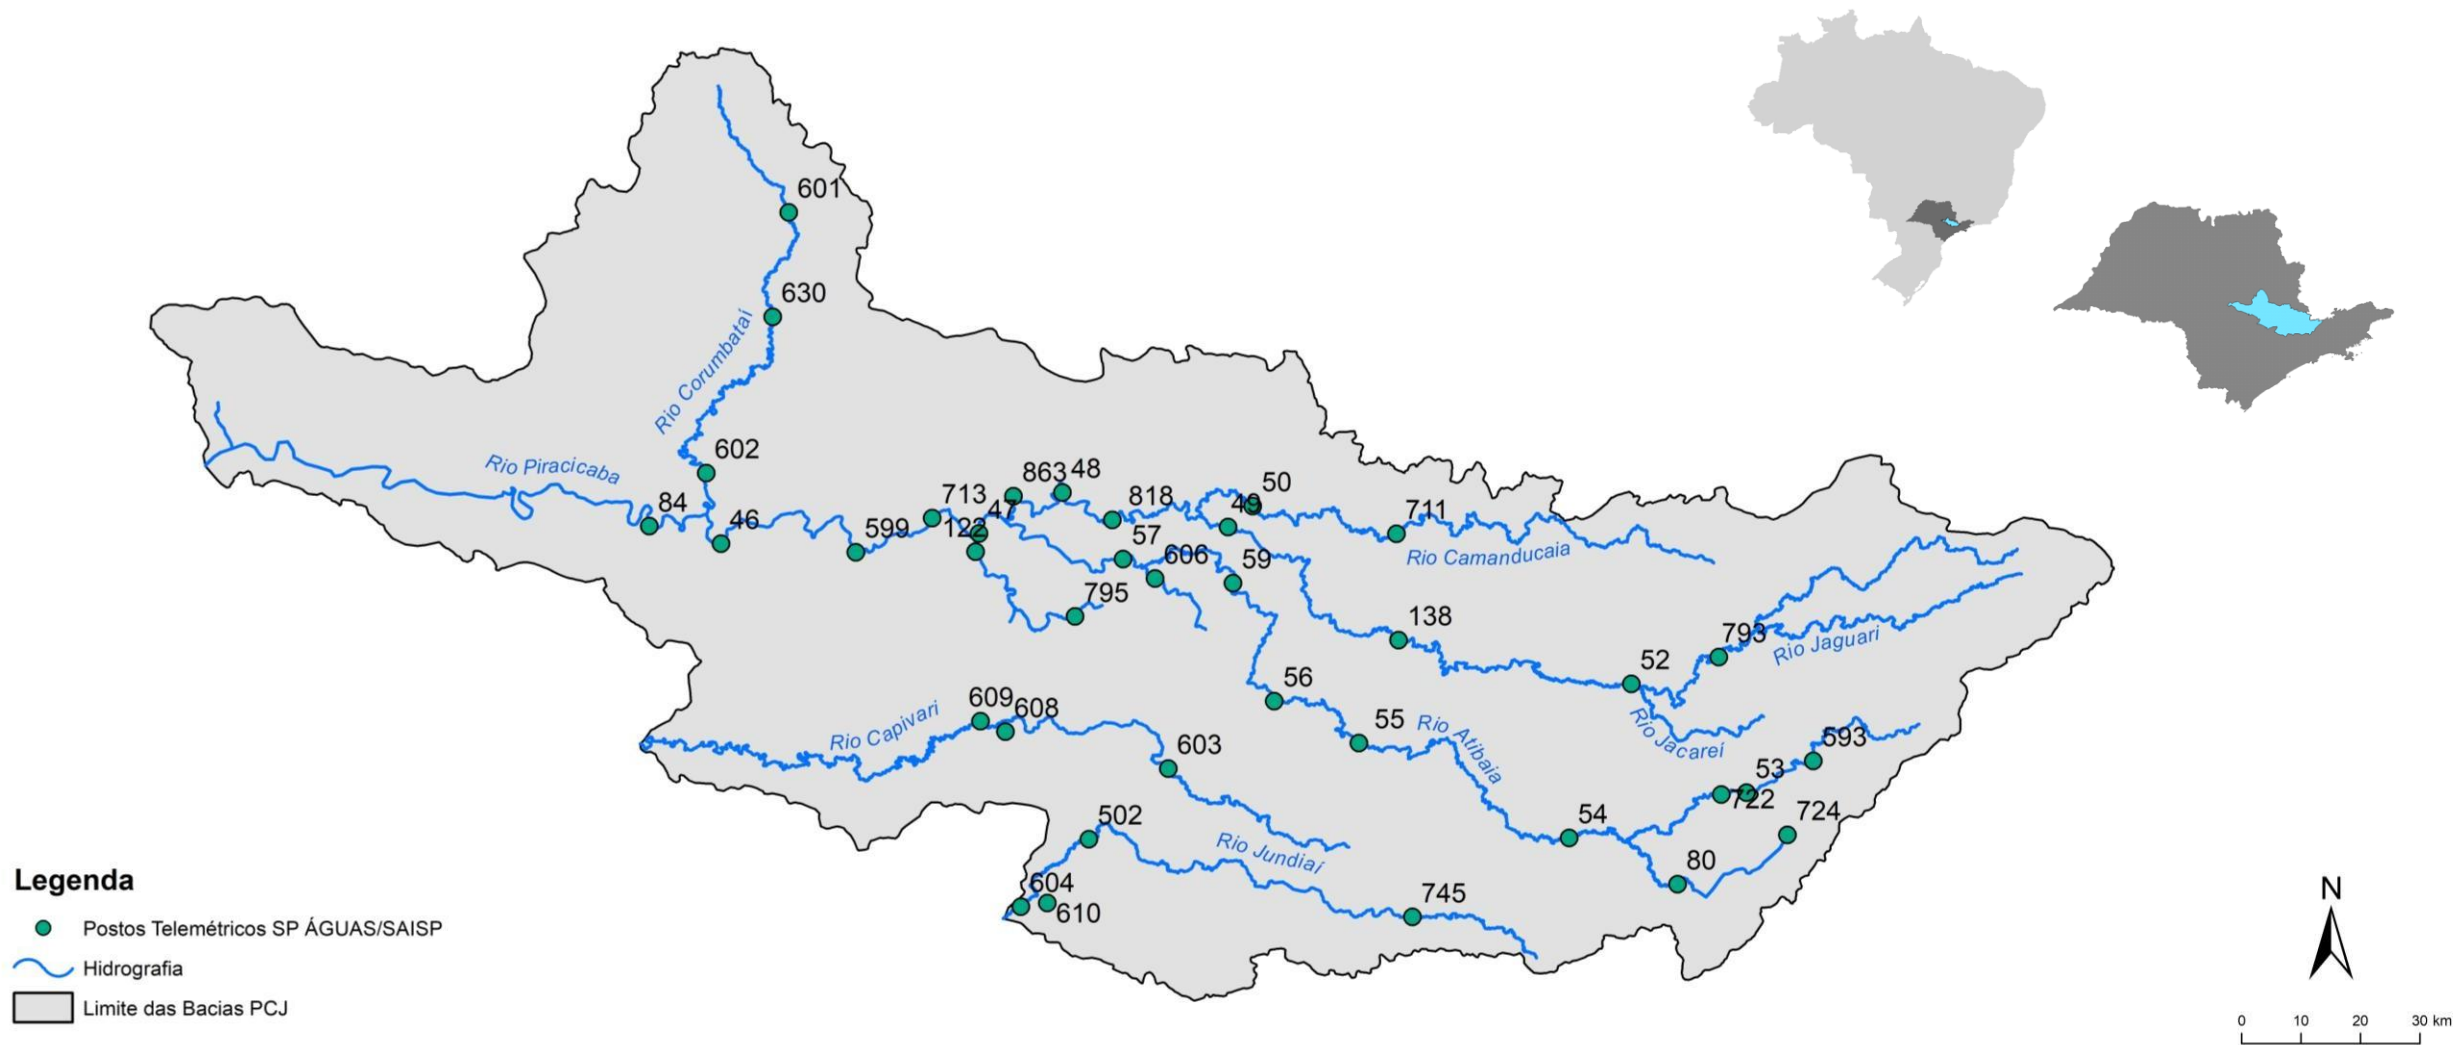 601
630
Rio Corumbataí
602
Rio Piracicaba
84
46
599
713
122
47
863
48
818
50
49
57
606
59
795
711
Rio Camanducaia
138
793
Rio Jaguari
52
Rio Jacareí
56
55
Rio Atibaia
609
608
Rio Capivari
603
593
53
722
724
54
80
502
Rio Jundiaí
745
604
610
Legenda
Postos Telemétricos SP ÁGUAS/SAISP
Hidrografia
Limite das Bacias PCJ
N
0 10 20 30 km